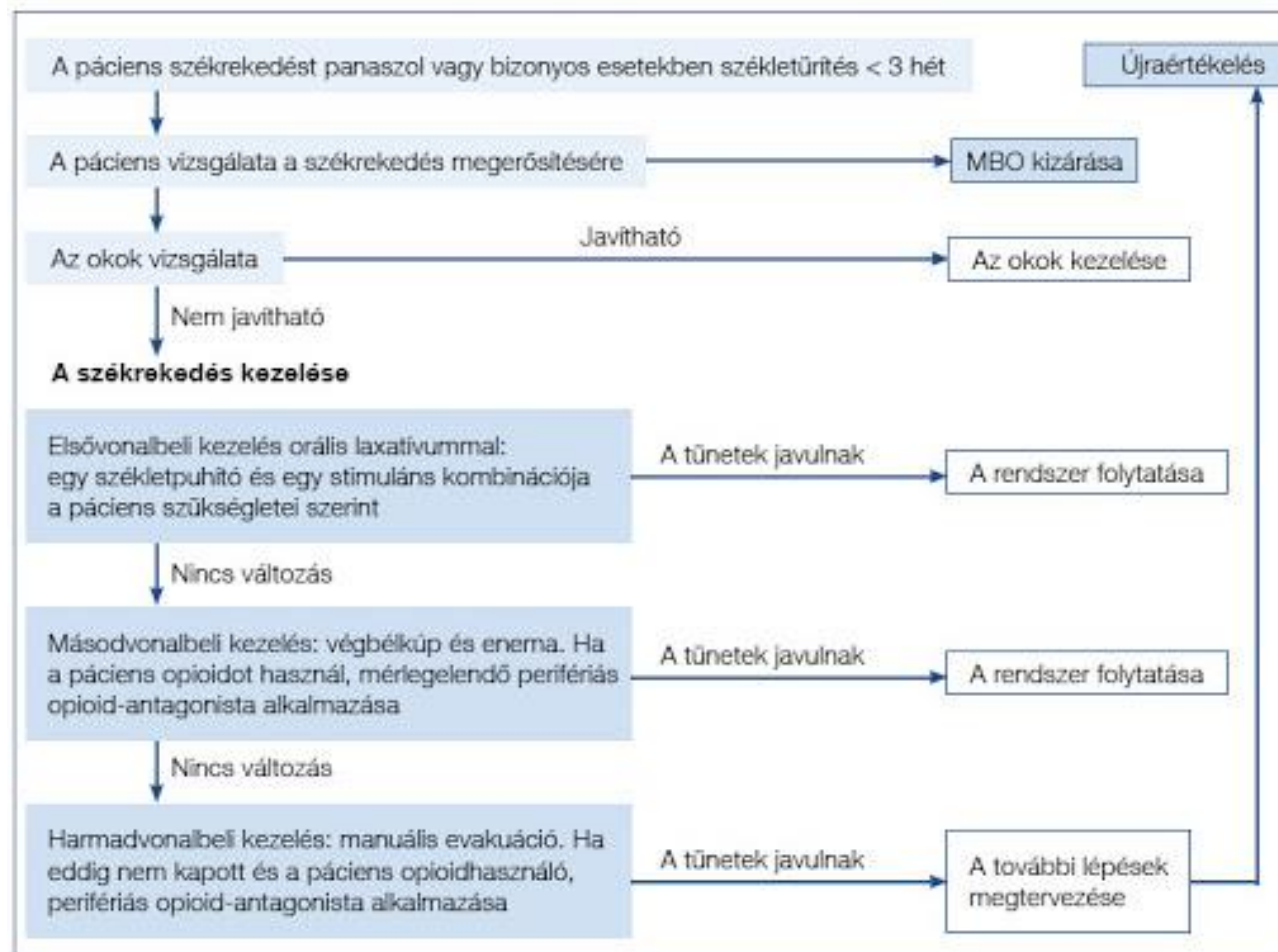 A páciens székrekedést panaszol vagy bizonyos esetekben székletürítés < 3 hét
Újraértékelés
A páciens vizsgálata a székrekedés megerősítésére
MBO kizárása
Az okok vizsgálata
Javítható
Az okok kezelése
Nem javítható
A székrekedés kezelése
Elsővonalbeli kezelés orális laxatívummal:
egy székletpuhító és egy stimuláns kombinációja
a páciens szükségletei szerint
A tünetek javulnak
A rendszer folytatása
Nincs változás
Másodvonalbeli kezelés: végbélkúp és enema. Ha
a páciens opioidot használ, mérlegelendő perifériás
opioid-antagonista alkalmazása
A tünetek javulnak
A rendszer folytatása
Nincs változás
Harmadvonalbeli kezelés: manuális evakuáció. Ha
eddig nem kapott és a páciens opioidhasználó,
perifériás opioid-antagonista alkalmazása
A tünetek javulnak
A további lépések
megtervezése